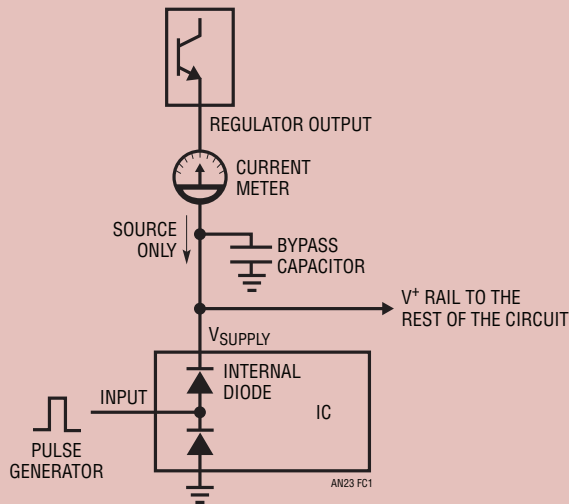 REGULATOR OUTPUT
CURRENT
METER
SOURCE
ONLY
BYPASS
CAPACITOR
V+ RAIL TO THE
REST OF THE CIRCUIT
VSUPPLY
INTERNAL
DIODE
INPUT
IC
PULSE
GENERATOR
AN23 FC1